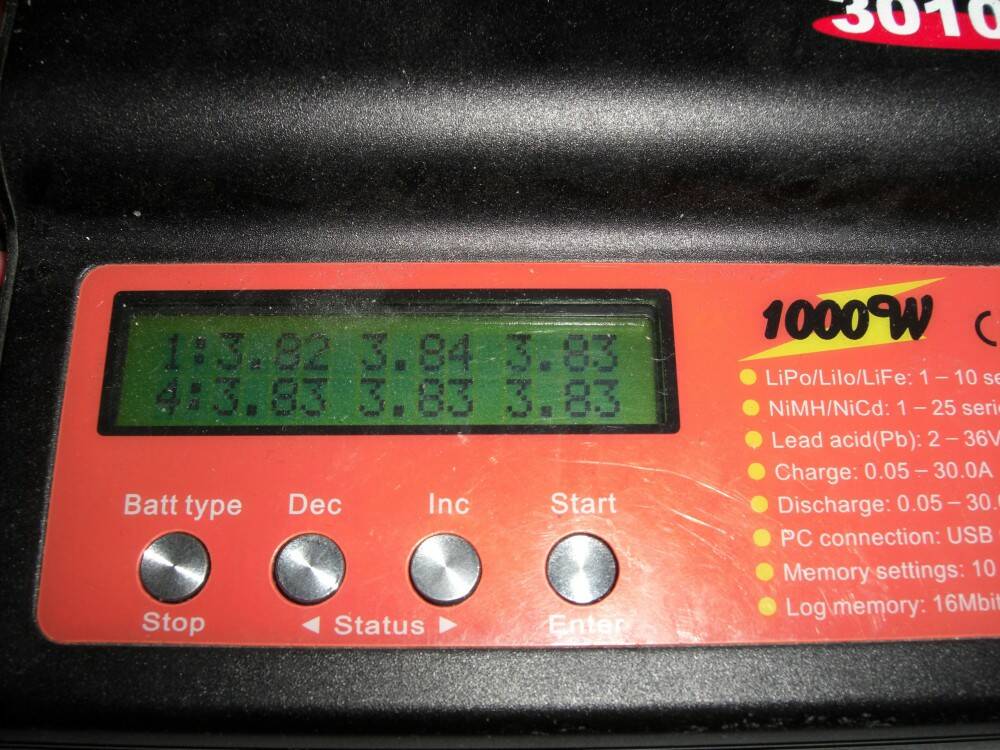 3010
1:3.82 3.84 3.83
4:3.83 3.83 3.83
1000W
LiPo/LiIo/LiFe: 1 – 10 se
NiMH/NiCd: 1 – 25 seri
Lead acid(Pb): 2 – 36V
Charge: 0.05 – 30.0A
Discharge: 0.05 – 30.
PC connection: USB
Memory settings: 10
Log memory: 16Mbit
Batt type Dec Inc Start
Stop ◄ Status ► Enter